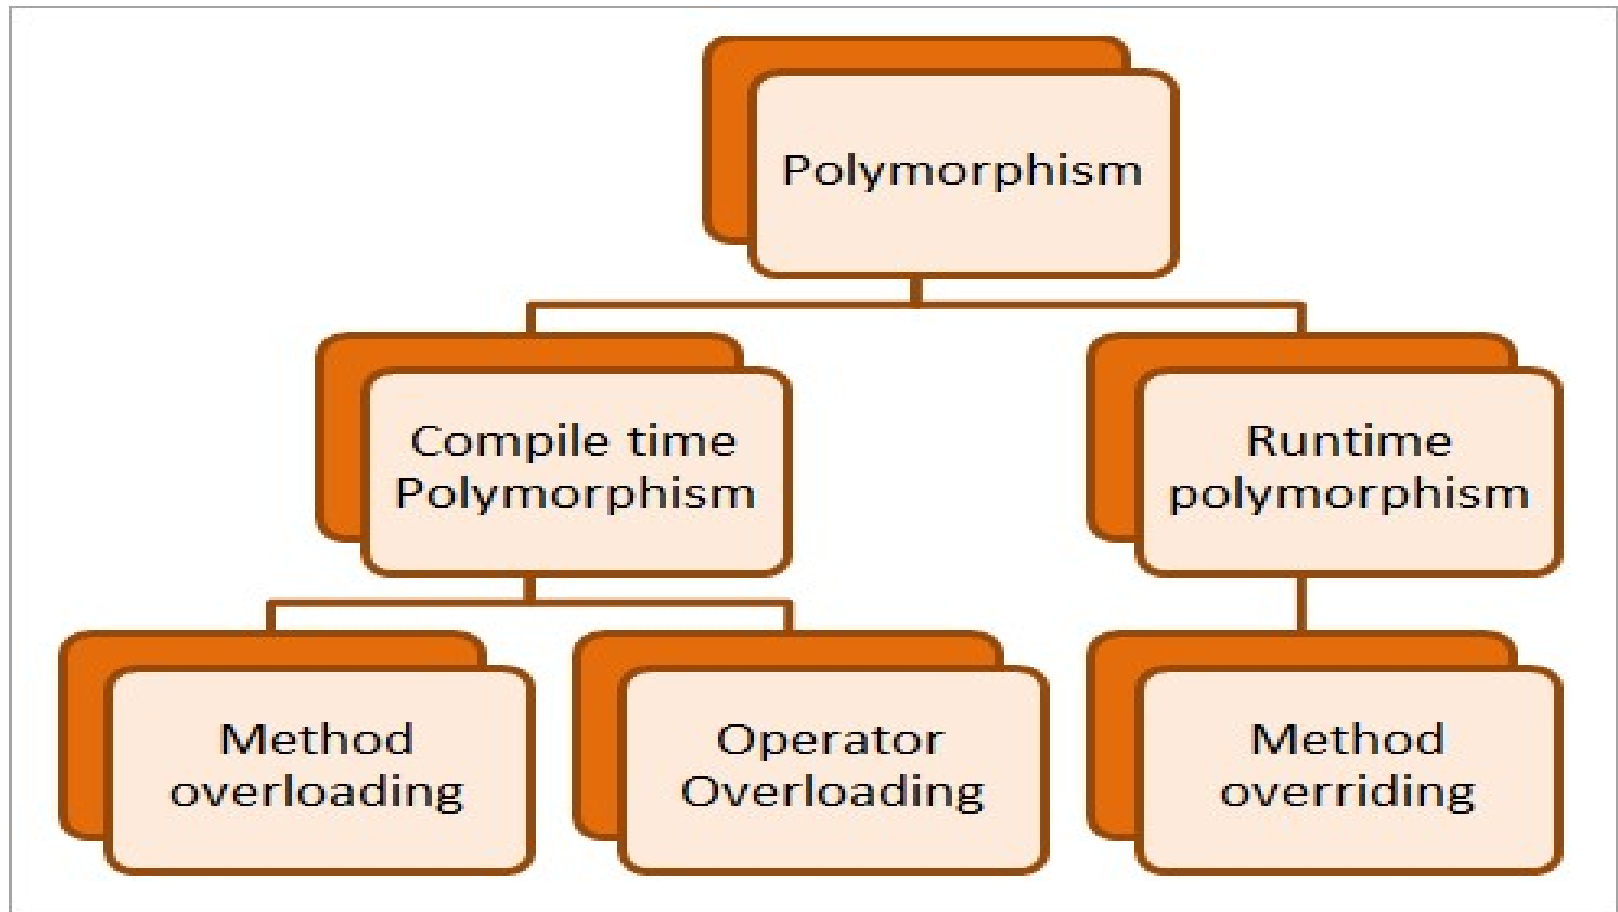 Polymorphism
Compile time
Polymorphism
Runtime
polymorphism
Method
overloading
Operator
Overloading
Method
overriding